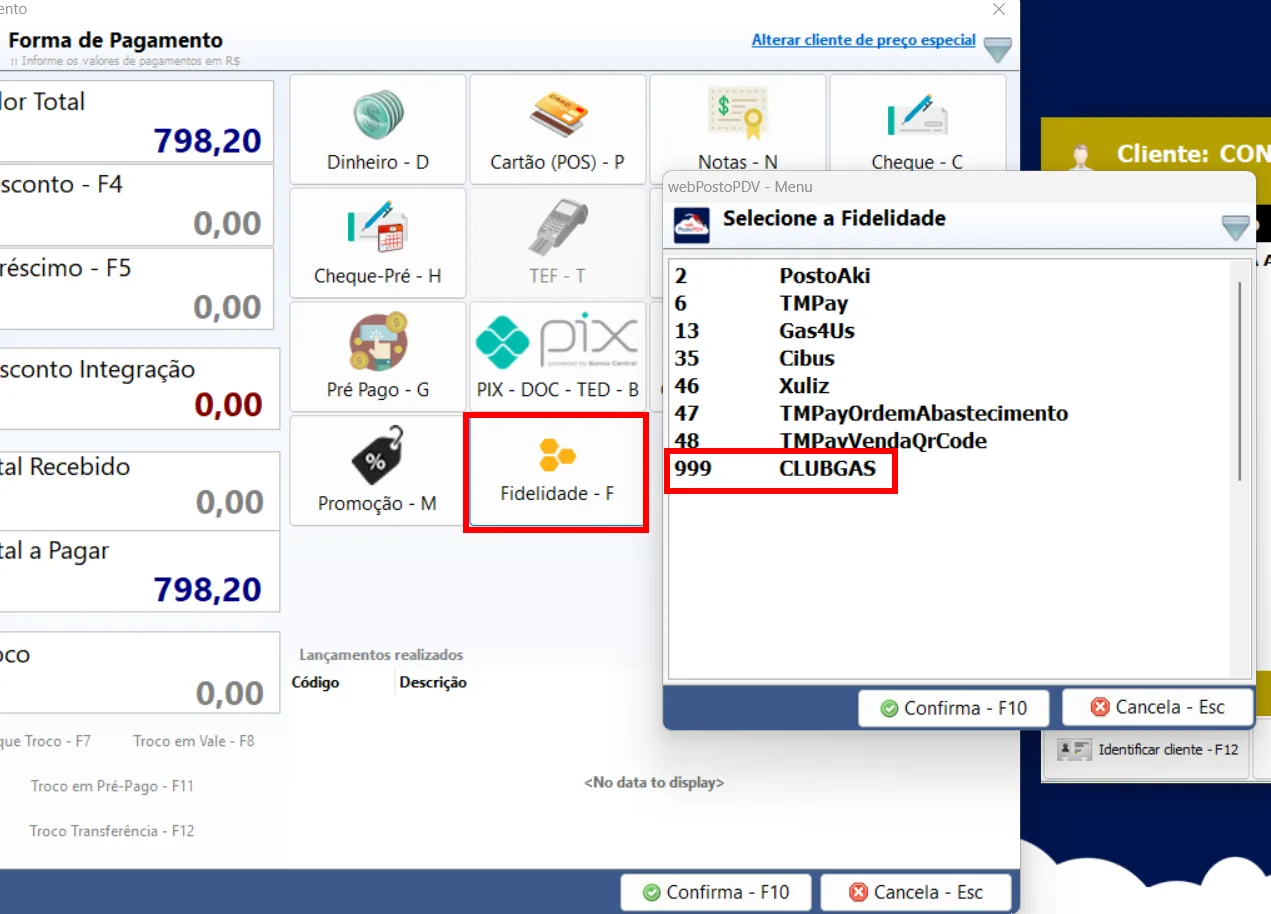 ento
Forma de Pagamento
:: Informe os valores de pagamentos em R$
Alterar cliente de preço especial
lor Total
798,20
sconto - F4
0,00
réscimo - F5
0,00
sconto Integração
0,00
tal Recebido
0,00
tal a Pagar
798,20
oco
0,00
que Troco - F7
Troco em Vale - F8
Troco em Pré-Pago - F11
Troco Transferência - F12
Dinheiro - D
Cartão (POS) - P
Notas - N
Cheque - C
Cheque-Pré - H
TEF - T
Pré Pago - G
pix
powered by Banco Central
PIX - DOC - TED - B
Promoção - M
Fidelidade - F
Lançamentos realizados
Código
Descrição
<No data to display>
Confirma - F10
Cancela - Esc
webPostoPDV - Menu
Selecione a Fidelidade
2 PostoAki
6 TMPay
13 Gas4Us
35 Cibus
46 Xuliz
47 TMPayOrdemAbastecimento
48 TMPayVendaQrCode
999 CLUBGAS
Confirma - F10
Cancela - Esc
Cliente: CON
Identificar cliente - F12